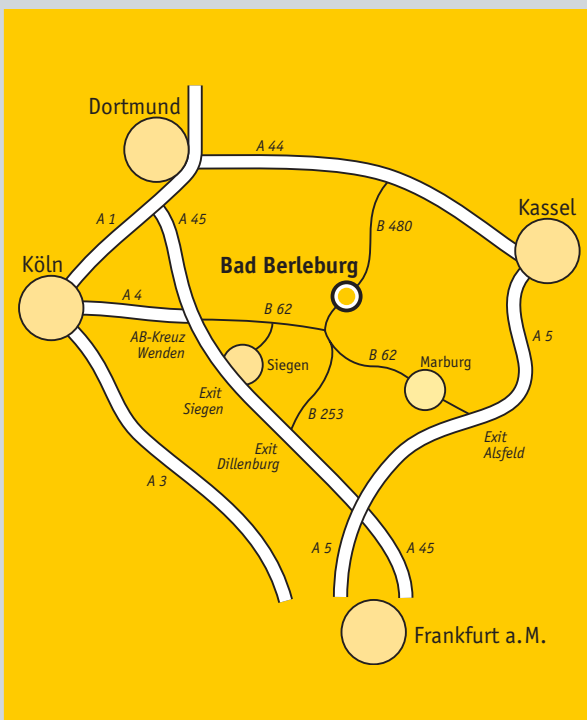 Dortmund
A 44
Kassel
A 1
A 45
B 480
Köln
Bad Berleburg
A 4
B 62
A 5
AB-Kreuz
Wenden
Siegen
B 62
Marburg
Exit
Siegen
B 253
Exit
Dillenburg
Exit
Alsfeld
A 3
A 5
A 45
Frankfurt a.M.